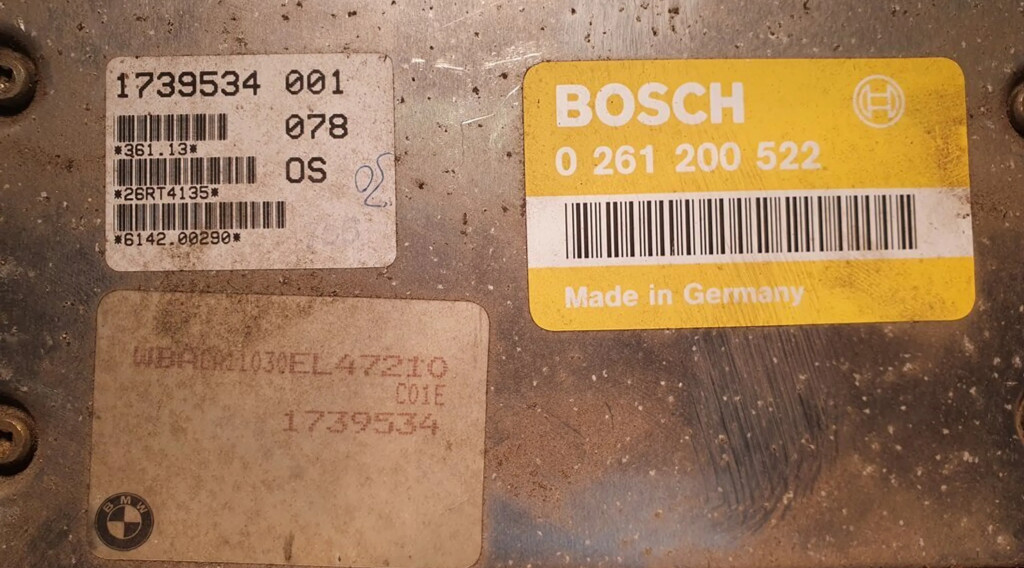 1739534 001
078
*361.13*
OS
*26RT4135*
*6142.00290*
02
BOSCH
0 261 200 522
Made in Germany
C01E
1739534
BMW